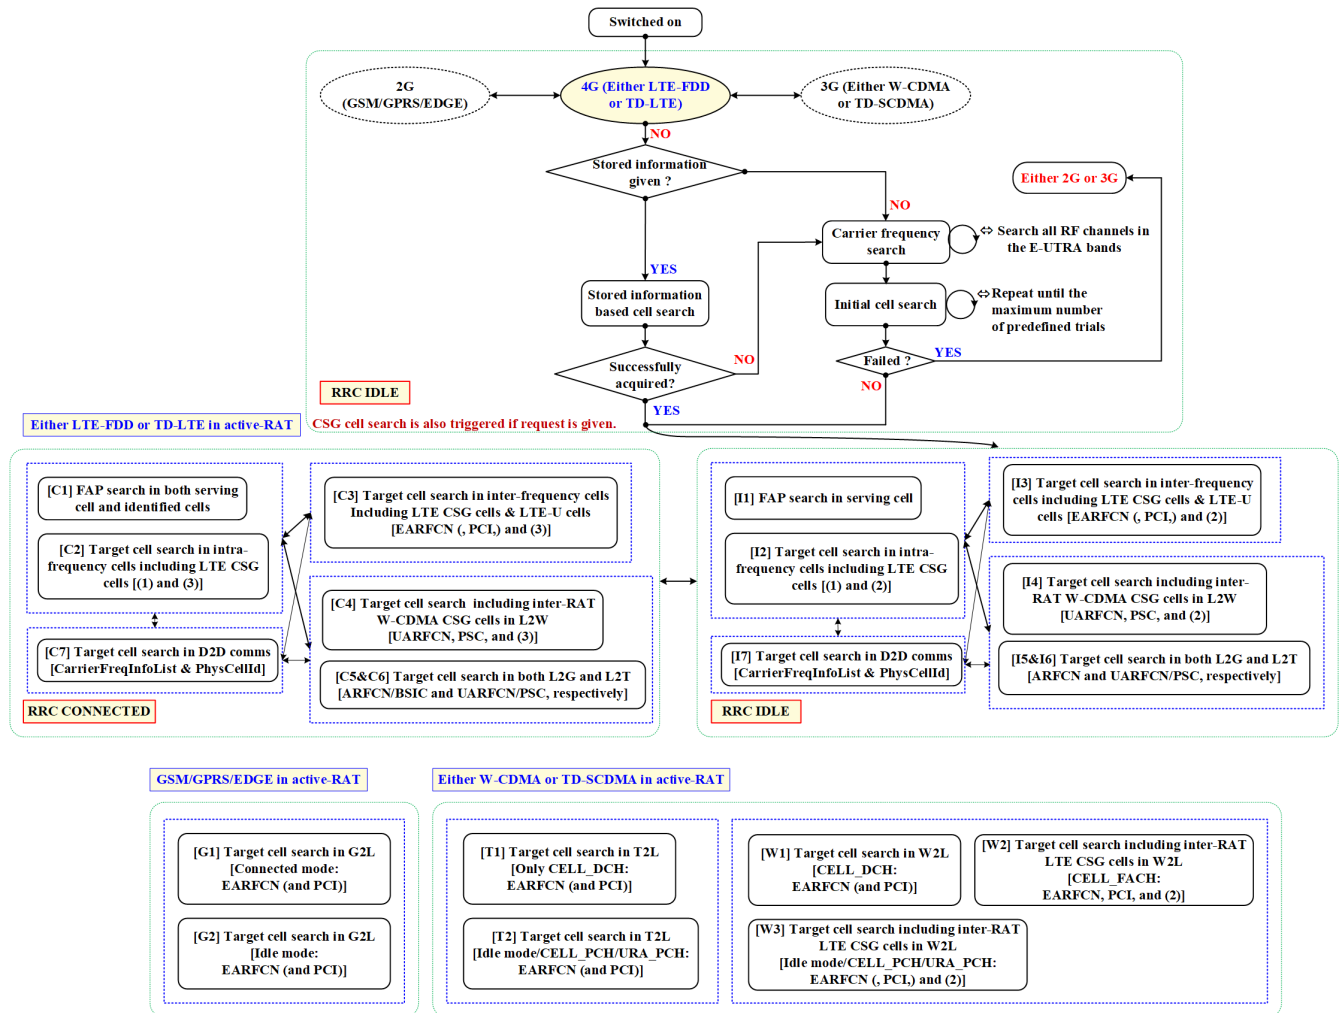 Switched on
2G
(GSM/GPRS/EDGE)
4G (Either LTE-FDD
or TD-LTE)
3G (Either W-CDMA
or TD-SCDMA)
NO
Stored information
given ?
Either 2G or 3G
NO
Carrier frequency
search
⇔ Search all RF channels in
the E-UTRA bands
YES
Stored information
based cell search
Initial cell search
⇔Repeat until the
maximum number
of predefined trials
NO
Successfully
acquired?
Failed ?
YES
NO
RRC IDLE
YES
CSG cell search is also triggered if request is given.
Either LTE-FDD or TD-LTE in active-RAT
[C1] FAP search in both serving
cell and identified cells
[C2] Target cell search in intra-
frequency cells including LTE CSG
cells [(1) and (3)]
[C3] Target cell search in inter-frequency cells
Including LTE CSG cells & LTE-U cells
[EARFCN (, PCI,) and (3)]
[C4] Target cell search including inter-RAT
W-CDMA CSG cells in L2W
[UARFCN, PSC, and (3)]
[C7] Target cell search in D2D comms
[CarrierFreqInfoList & PhysCellId]
[C5&C6] Target cell search in both L2G and L2T
[ARFCN/BSIC and UARFCN/PSC, respectively]
RRC CONNECTED
[I1] FAP search in serving cell
[I2] Target cell search in intra-
frequency cells including LTE CSG
cells [(1) and (2)]
[I3] Target cell search in inter-frequency
cells including LTE CSG cells & LTE-U
cells [EARFCN (, PCI,) and (2)]
[I4] Target cell search including inter-
RAT W-CDMA CSG cells in L2W
[UARFCN, PSC, and (2)]
[I7] Target cell search in D2D comms
[CarrierFreqInfoList & PhysCellId]
[I5&I6] Target cell search in both L2G and L2T
[ARFCN and UARFCN/PSC, respectively]
RRC IDLE
GSM/GPRS/EDGE in active-RAT
[G1] Target cell search in G2L
[Connected mode:
EARFCN (and PCI)]
[G2] Target cell search in G2L
[Idle mode:
EARFCN (and PCI)]
Either W-CDMA or TD-SCDMA in active-RAT
[T1] Target cell search in T2L
[Only CELL_DCH:
EARFCN (and PCI)]
[T2] Target cell search in T2L
[Idle mode/CELL_PCH/URA_PCH:
EARFCN (and PCI)]
[W1] Target cell search in W2L
[CELL_DCH:
EARFCN (and PCI)]
[W2] Target cell search including inter-RAT
LTE CSG cells in W2L
[CELL_FACH:
EARFCN, PCI, and (2)]
[W3] Target cell search including inter-RAT
LTE CSG cells in W2L
[Idle mode/CELL_PCH/URA_PCH:
EARFCN (, PCI,) and (2)]